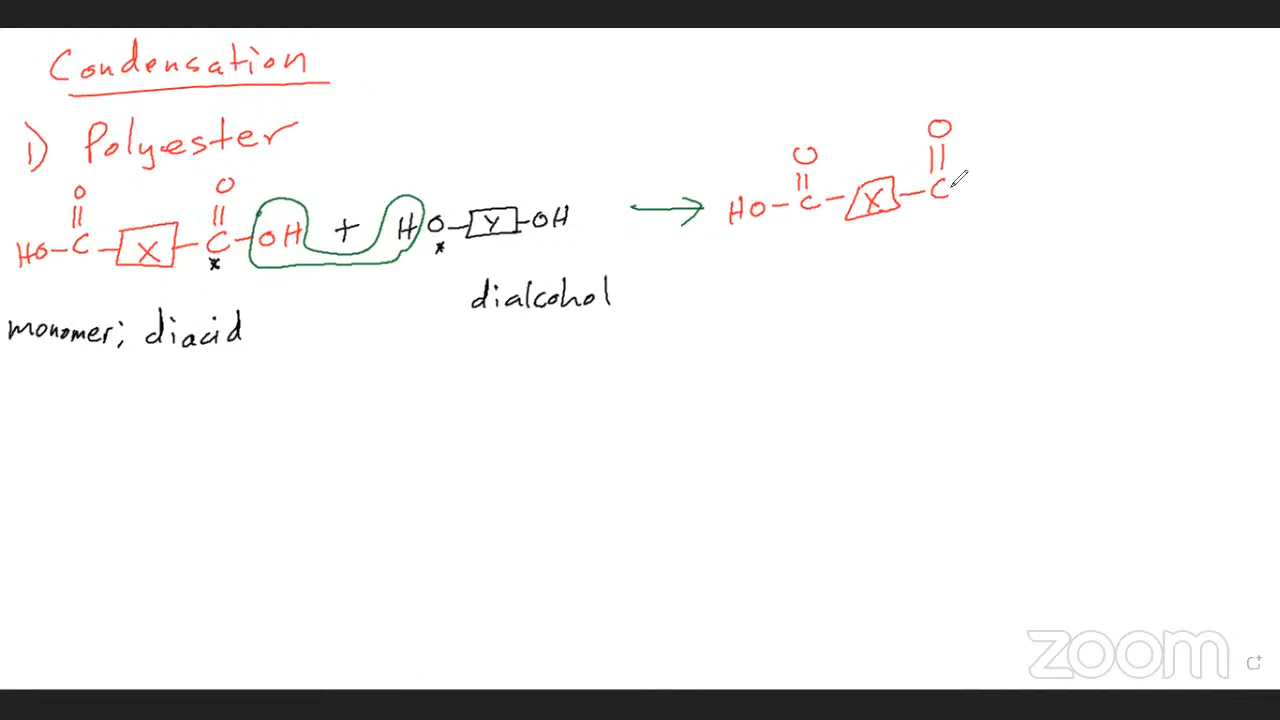 Condensation
1) Polyester
O O O O
HO-C-X-C-OH + HO-Y-OH → HO-C-X-C
* *
dialcohol
monomer; diacid
zoom